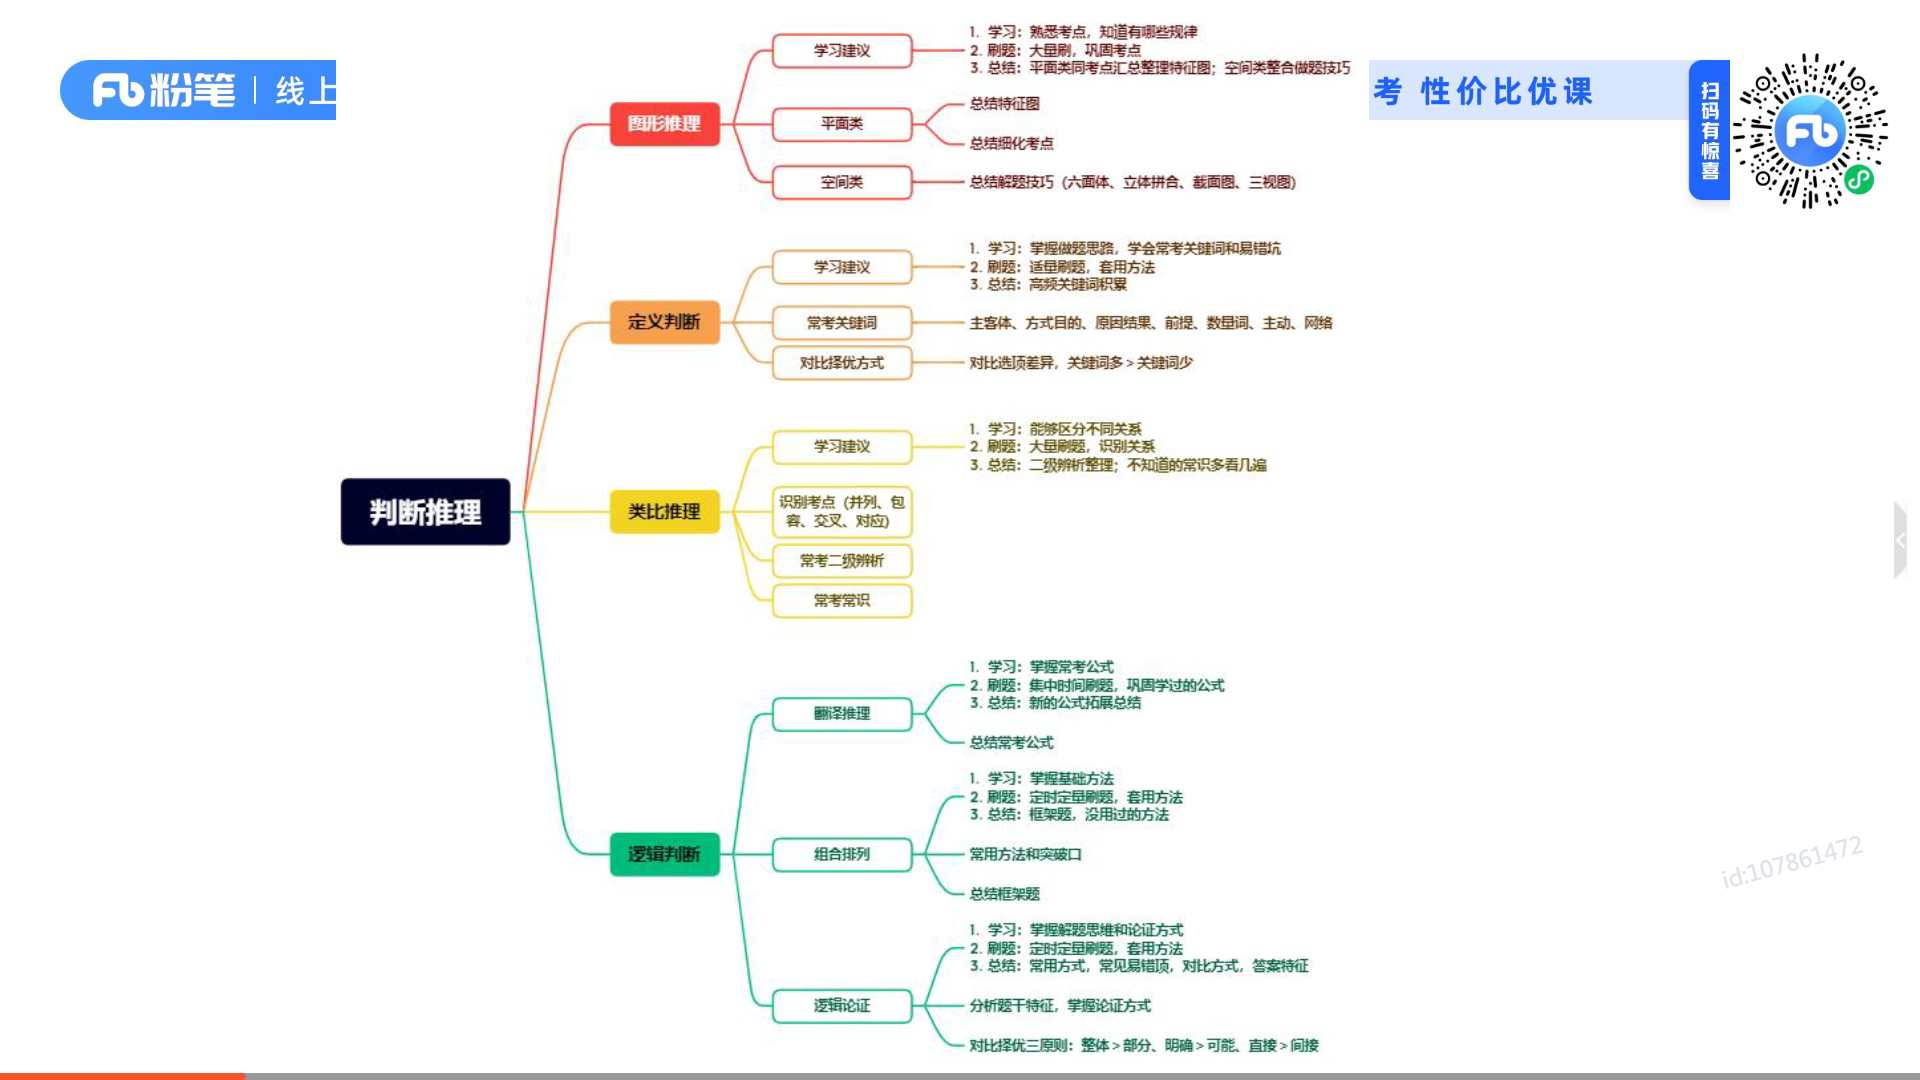 粉笔 线上
考 性价比优课
扫码有惊喜
判断推理
图形推理
学习建议
1. 学习：熟悉考点，知道有哪些规律
2. 刷题：大量刷，巩固考点
3. 总结：平面类同考点汇总整理特征图；空间类整合做题技巧
平面类
总结特征图
总结细化考点
空间类
总结解题技巧（六面体、立体拼合、截面图、三视图）
定义判断
学习建议
1. 学习：掌握做题思路，学会常考关键词和易错坑
2. 刷题：适量刷题，套用方法
3. 总结：高频关键词积累
常考关键词
主客体、方式目的、原因结果、前提、数量词、主动、网络
对比择优方式
对比选项差异，关键词多＞关键词少
类比推理
学习建议
1. 学习：能够区分不同关系
2. 刷题：大量刷题，识别关系
3. 总结：二级辨析整理；不知道的常识多看几遍
识别考点（并列、包
容、交叉、对应）
常考二级辨析
常考常识
逻辑判断
翻译推理
1. 学习：掌握常考公式
2. 刷题：集中时间刷题，巩固学过的公式
3. 总结：新的公式拓展总结
总结常考公式
组合排列
1. 学习：掌握基础方法
2. 刷题：定时定量刷题，套用方法
3. 总结：框架题，没用过的方法
常用方法和突破口
总结框架题
逻辑论证
1. 学习：掌握解题思维和论证方式
2. 刷题：定时定量刷题，套用方法
3. 总结：常用方式，常见易错项，对比方式，答案特征
分析题干特征，掌握论证方式
对比择优三原则：整体＞部分、明确＞可能、直接＞间接
id:107861472